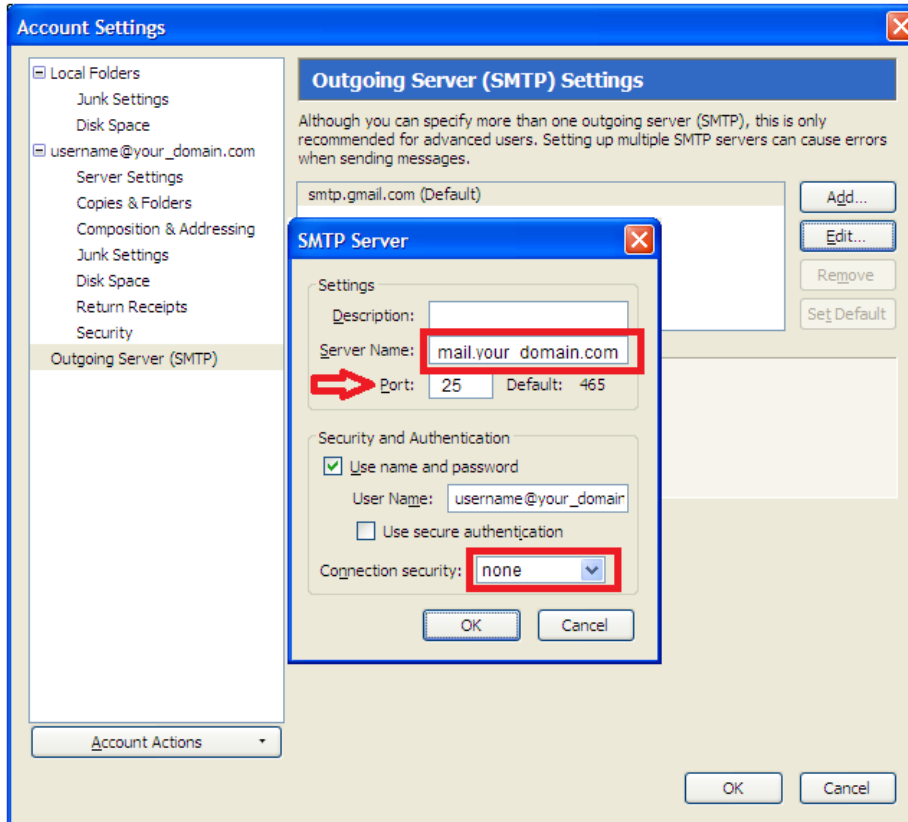 Account Settings
Local Folders
Junk Settings
Disk Space
username@your_domain.com
Server Settings
Copies & Folders
Composition & Addressing
Junk Settings
Disk Space
Return Receipts
Security
Outgoing Server (SMTP)
Account Actions
Outgoing Server (SMTP) Settings
Although you can specify more than one outgoing server (SMTP), this is only
recommended for advanced users. Setting up multiple SMTP servers can cause errors
when sending messages.
smtp.gmail.com (Default)
Add...
Edit...
Remove
Set Default
SMTP Server
Settings
Description:
Server Name: mail.your_domain.com
Port: 25 Default: 465
Security and Authentication
Use name and password
User Name: username@your_domain
Use secure authentication
Connection security: none
OK Cancel
OK Cancel